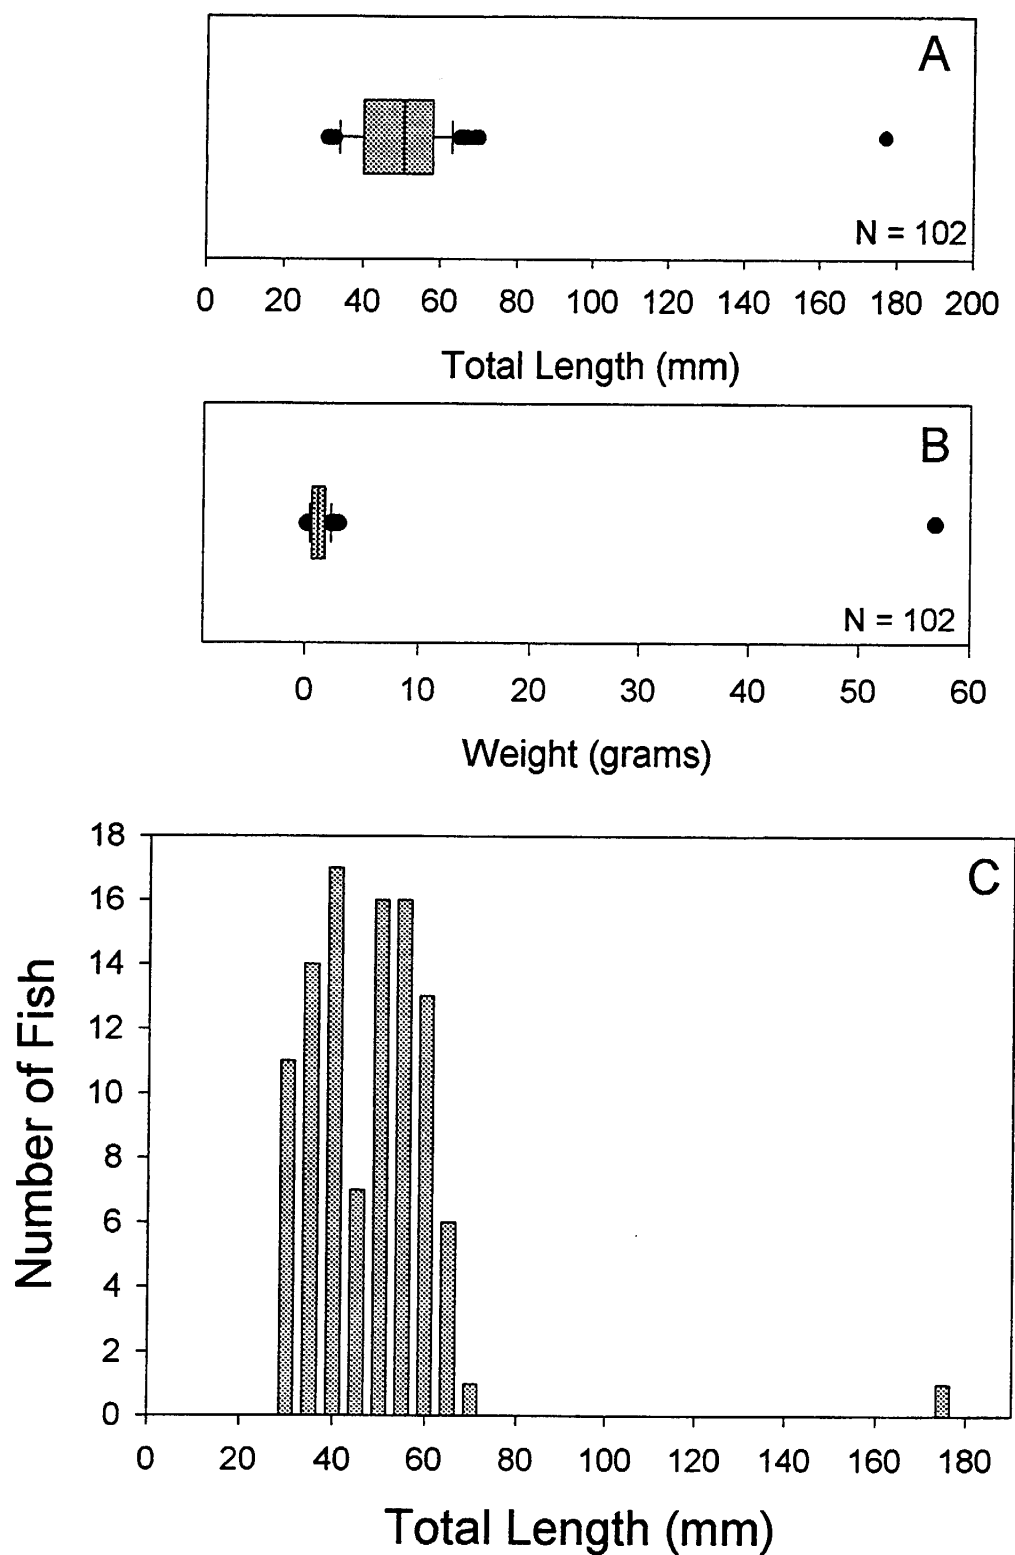 A
N = 102
0 20 40 60 80 100 120 140 160 180 200
Total Length (mm)
B
N = 102
0 10 20 30 40 50 60
Weight (grams)
C
18
16
14
12
10
8
6
4
2
0
Number of Fish
0 20 40 60 80 100 120 140 160 180
Total Length (mm)